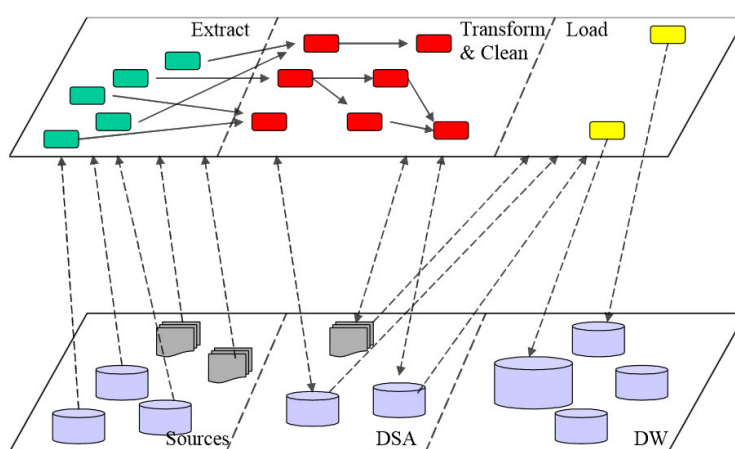 Extract
Transform
& Clean
Load
Sources
DSA
DW